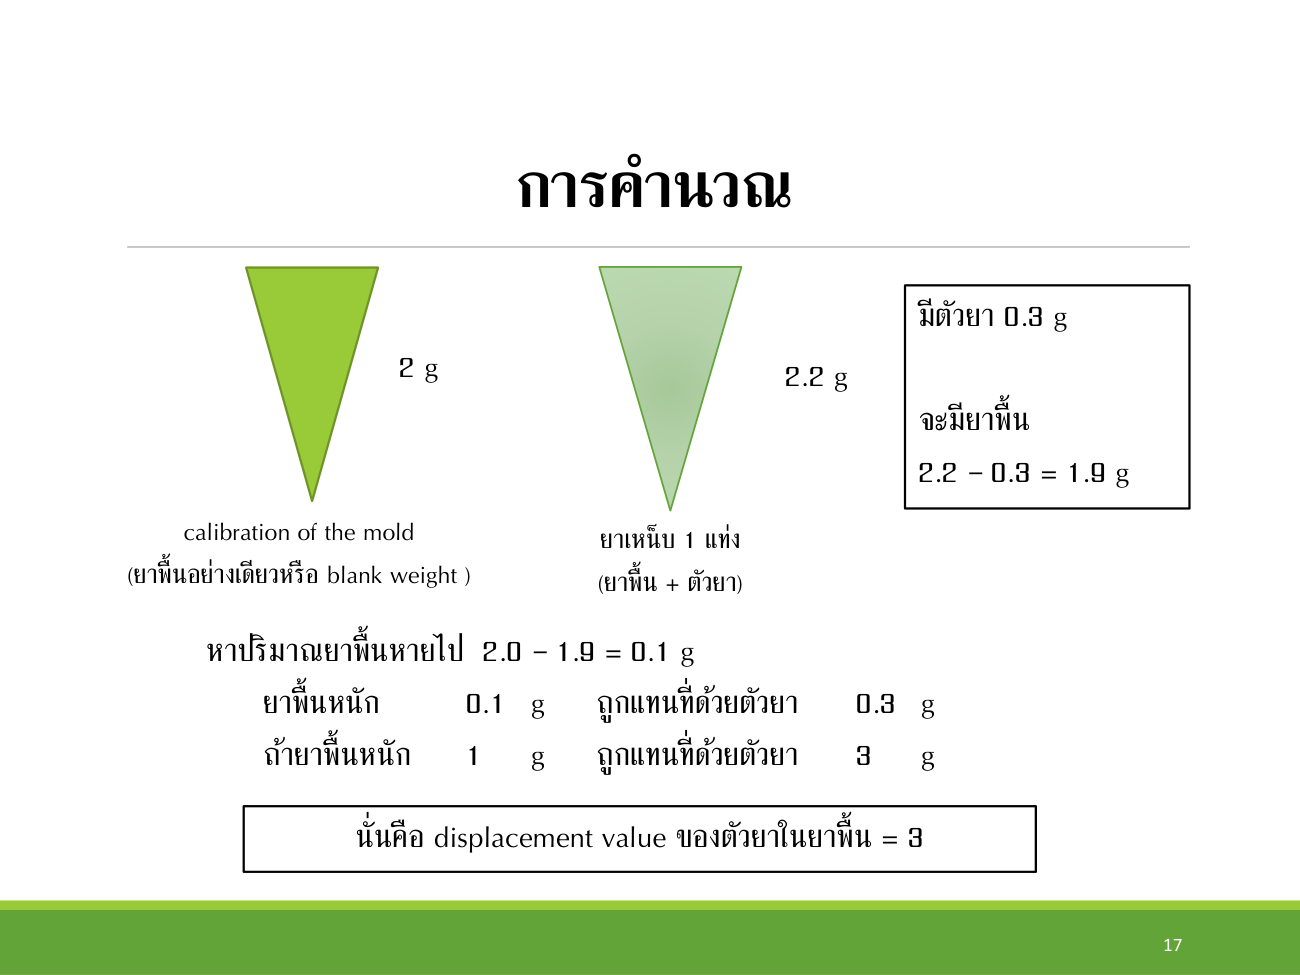 การคำนวณ
2 g
2.2 g
มีตัวยา 0.3 g
จะมียาพื้น
2.2 – 0.3 = 1.9 g
calibration of the mold
(ยาพื้นอย่างเดียวหรือ blank weight )
ยาเหน็บ 1 แท่ง
(ยาพื้น + ตัวยา)
หาปริมาณยาพื้นหายไป 2.0 – 1.9 = 0.1 g
ยาพื้นหนัก 0.1 g ถูกแทนที่ด้วยตัวยา 0.3 g
ถ้ายาพื้นหนัก 1 g ถูกแทนที่ด้วยตัวยา 3 g
นั่นคือ displacement value ของตัวยาในยาพื้น = 3
17